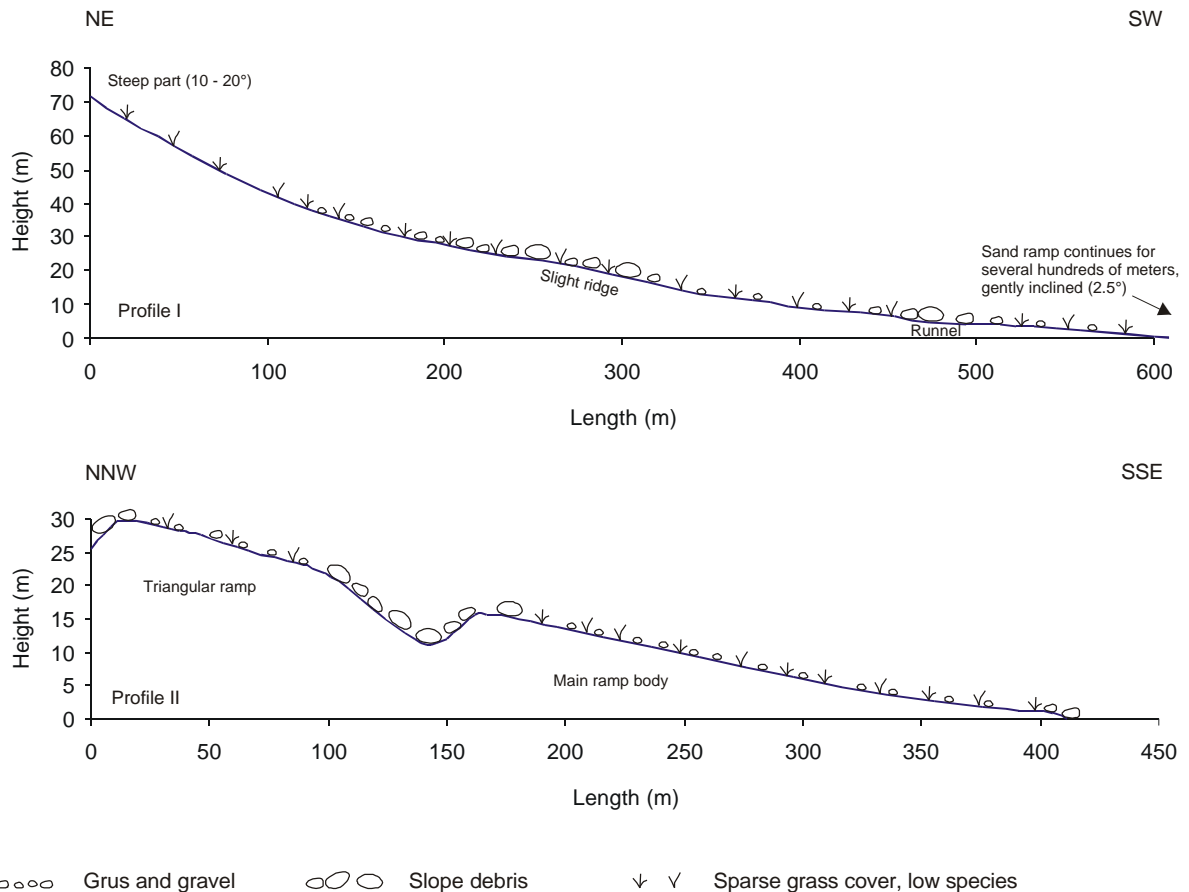 NE
SW
Steep part (10 - 20°)
80
70
60
50
40
30
20
10
0
Height (m)
Slight ridge
Sand ramp continues for
several hundreds of meters,
gently inclined (2.5°)
Profile I
Runnel
0
100
200
300
400
500
600
Length (m)
NNW
SSE
30
25
20
15
10
5
0
Height (m)
Triangular ramp
Main ramp body
Profile II
0
50
100
150
200
250
300
350
400
450
Length (m)
Grus and gravel
Slope debris
Sparse grass cover, low species